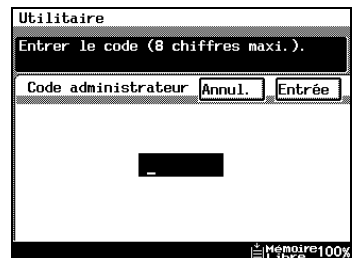 Utilitaire
Entrer le code (8 chiffres maxi.).
Code administrateur Annul. Entrée
Mémoire
Libre 100%